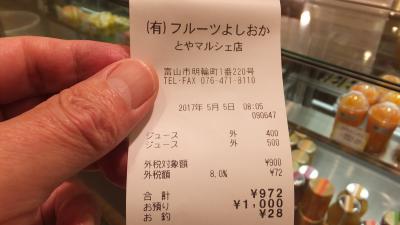 (有)フルーツよしおか
とやマルシェ店
富山市明輪町1番220号
TEL・FAX 076-471-8110
2017年 5月 5日 08:05
090647
ジュース 外 400
ジュース 外 500
外税対象額 ¥900
外税額 8.0% ¥72
合 計 ¥972
お預り ¥1,000
お 釣 ¥28